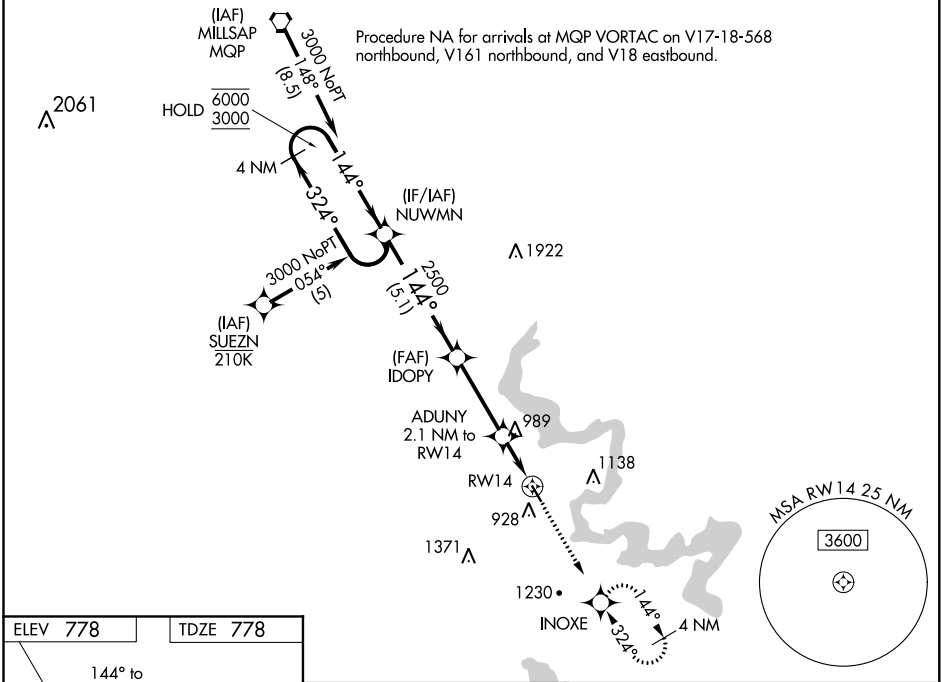 (IAF)
MILLSAP
MQP
Procedure NA for arrivals at MQP VORTAC on V17-18-568
northbound, V161 northbound, and V18 eastbound.
3000 NoPT
148°
(8.5)
2061
HOLD
6000
3000
4 NM
144°
324°
(IF/IAF)
NUWMN
1922
3000 NoPT
054°
(5)
2500
144°
(5.1)
(IAF)
SUEZN
210K
(FAF)
IDOPY
ADUNY
2.1 NM to
RW14
989
RW14
1138
928
1371
MSA RW14 25 NM
3600
1230
INOXE
144°
324°
4 NM
ELEV 778
TDZE 778
144° to